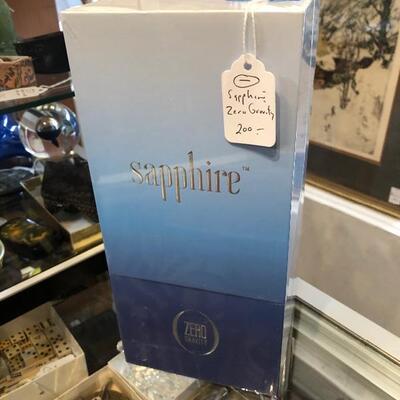 Sapphire
Zero Gravity
200.-
sapphire™
ZERO
GRAVITY